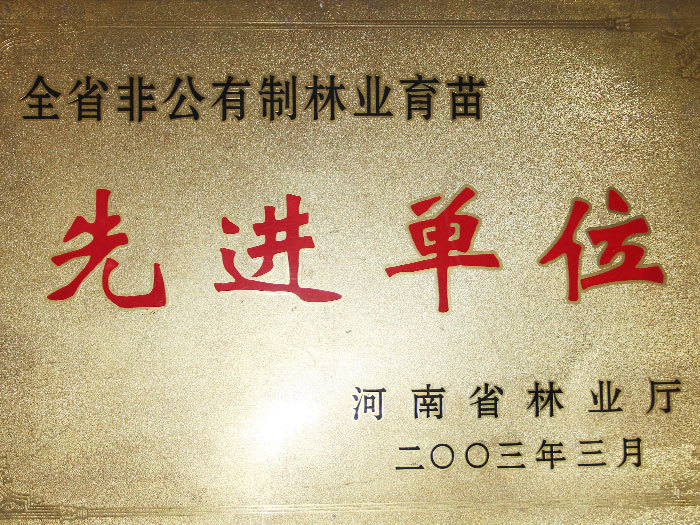 全省非公有制林业育苗
先进单位
河南省林业厅
二〇〇三年三月